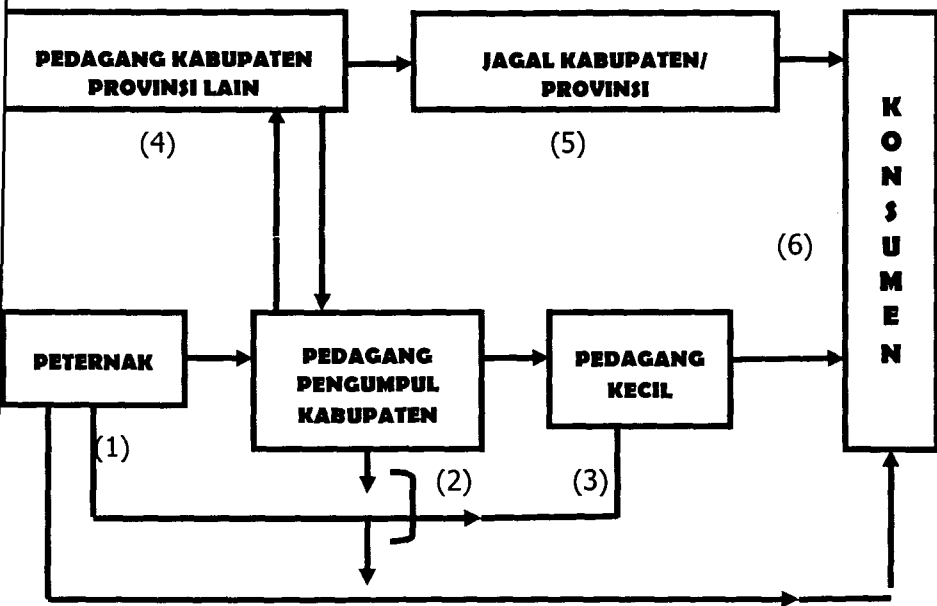 PEDAGANG KABUPATEN
PROVINSI LAIN
JAGAL KABUPATEN/
PROVINSI
KONSUMEN
(4)
(5)
(6)
PETERNAK
PEDAGANG
PENGUMPUL
KABUPATEN
PEDAGANG
KECIL
(1)
(2)
(3)